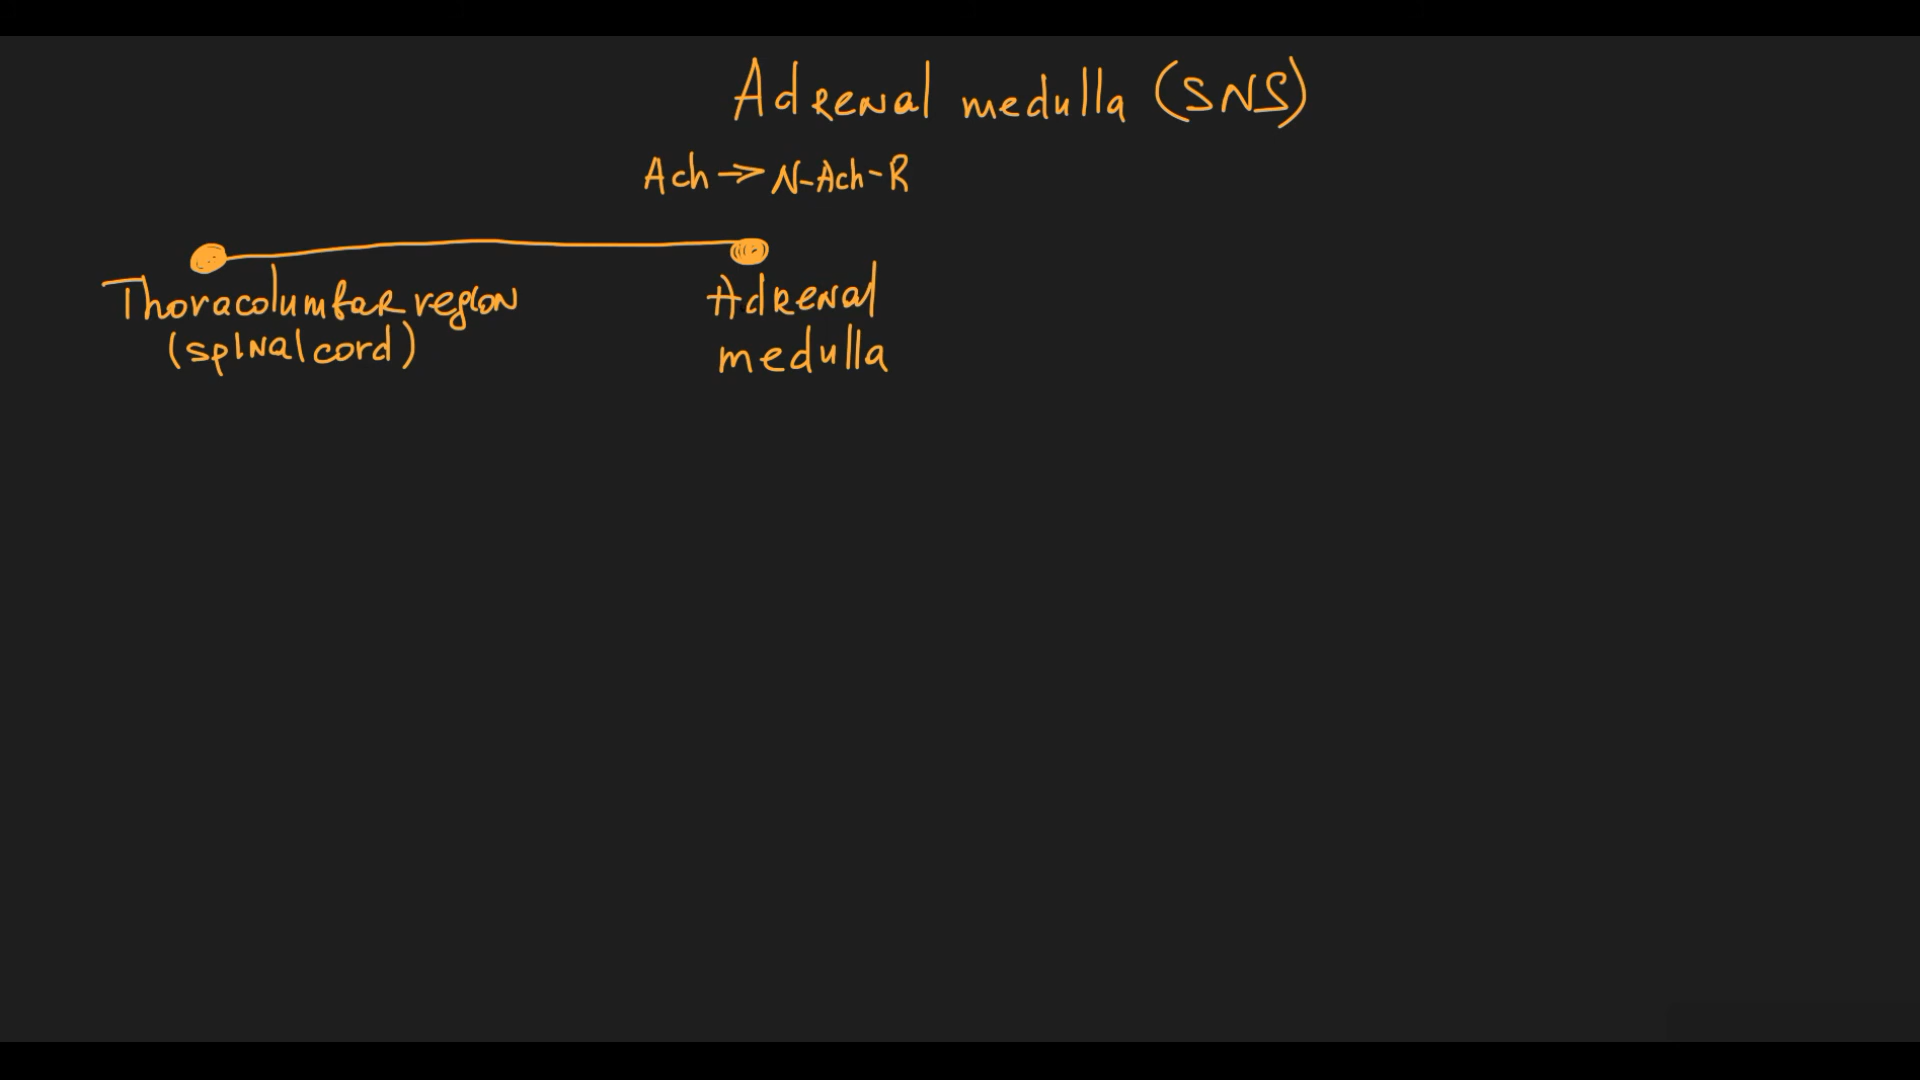 Adrenal medulla (SNS)
Ach → N-Ach-R
Thoracolumbar region
(spinal cord)
Adrenal
medulla